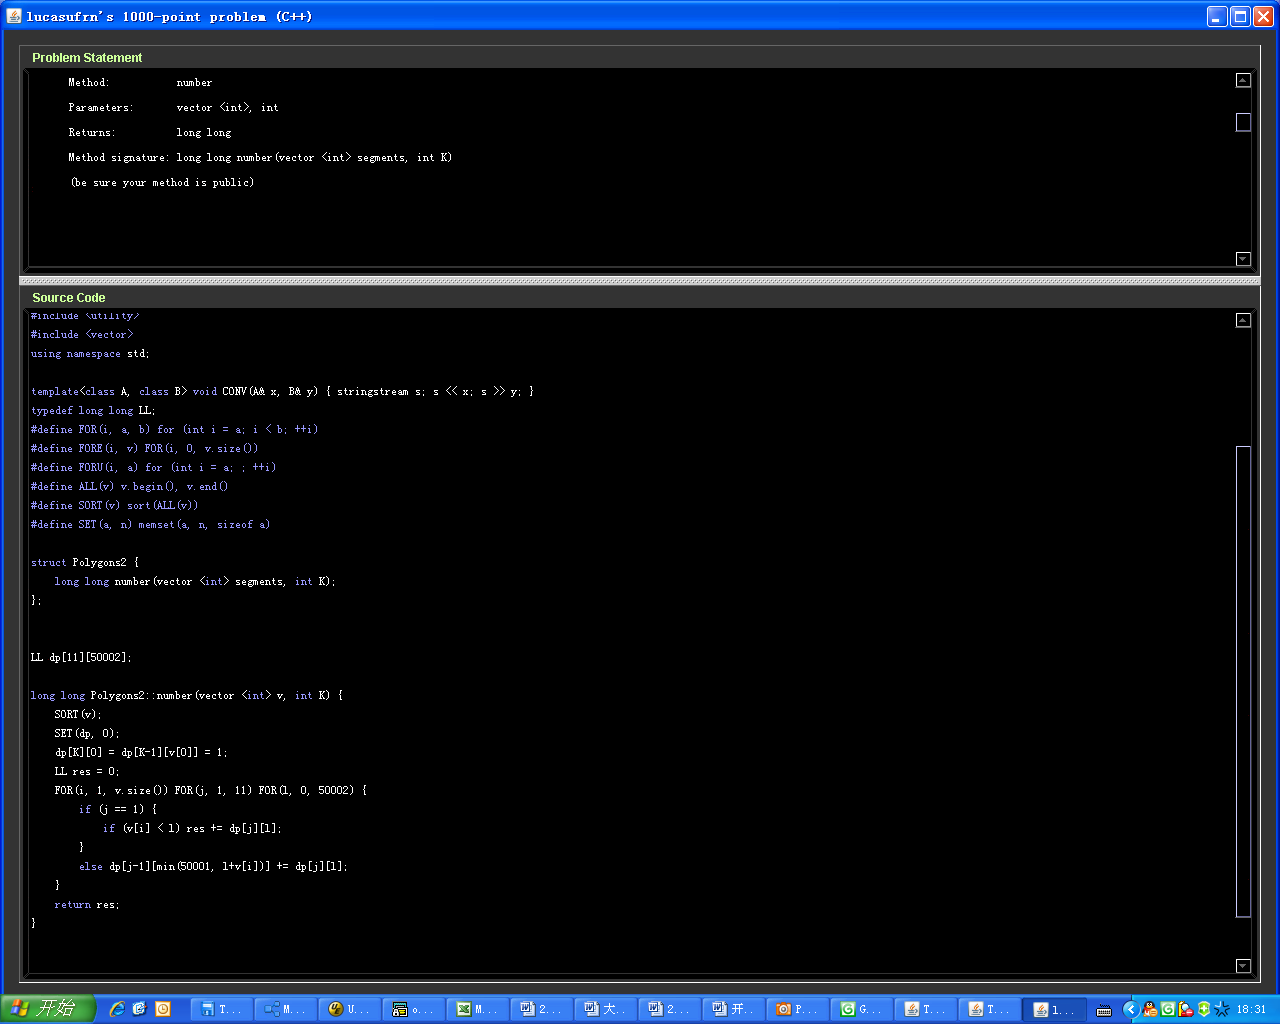 lucasufrn's 1000-point problem (C++)
Problem Statement
Method: number
Parameters: vector <int>, int
Returns: long long
Method signature: long long number(vector <int> segments, int K)
(be sure your method is public)
Source Code
#include <utility>
#include <vector>
using namespace std;
template<class A, class B> void CONV(A& x, B& y) { stringstream s; s << x; s >> y; }
typedef long long LL;
#define FOR(i, a, b) for (int i = a; i < b; ++i)
#define FORE(i, v) FOR(i, 0, v.size())
#define FORU(i, a) for (int i = a; ; ++i)
#define ALL(v) v.begin(), v.end()
#define SORT(v) sort(ALL(v))
#define SET(a, n) memset(a, n, sizeof a)
struct Polygons2 {
long long number(vector <int> segments, int K);
};
LL dp[11][50002];
long long Polygons2::number(vector <int> v, int K) {
SORT(v);
SET(dp, 0);
dp[K][0] = dp[K-1][v[0]] = 1;
LL res = 0;
FOR(i, 1, v.size()) FOR(j, 1, 11) FOR(l, 0, 50002) {
if (j == 1) {
if (v[i] < l) res += dp[j][l];
}
else dp[j-1][min(50001, l+v[i])] += dp[j][l];
}
return res;
}
开始 T... M... U... o... M... 2... 大.. 2... 开.. P... G... T... T... l... 18:31